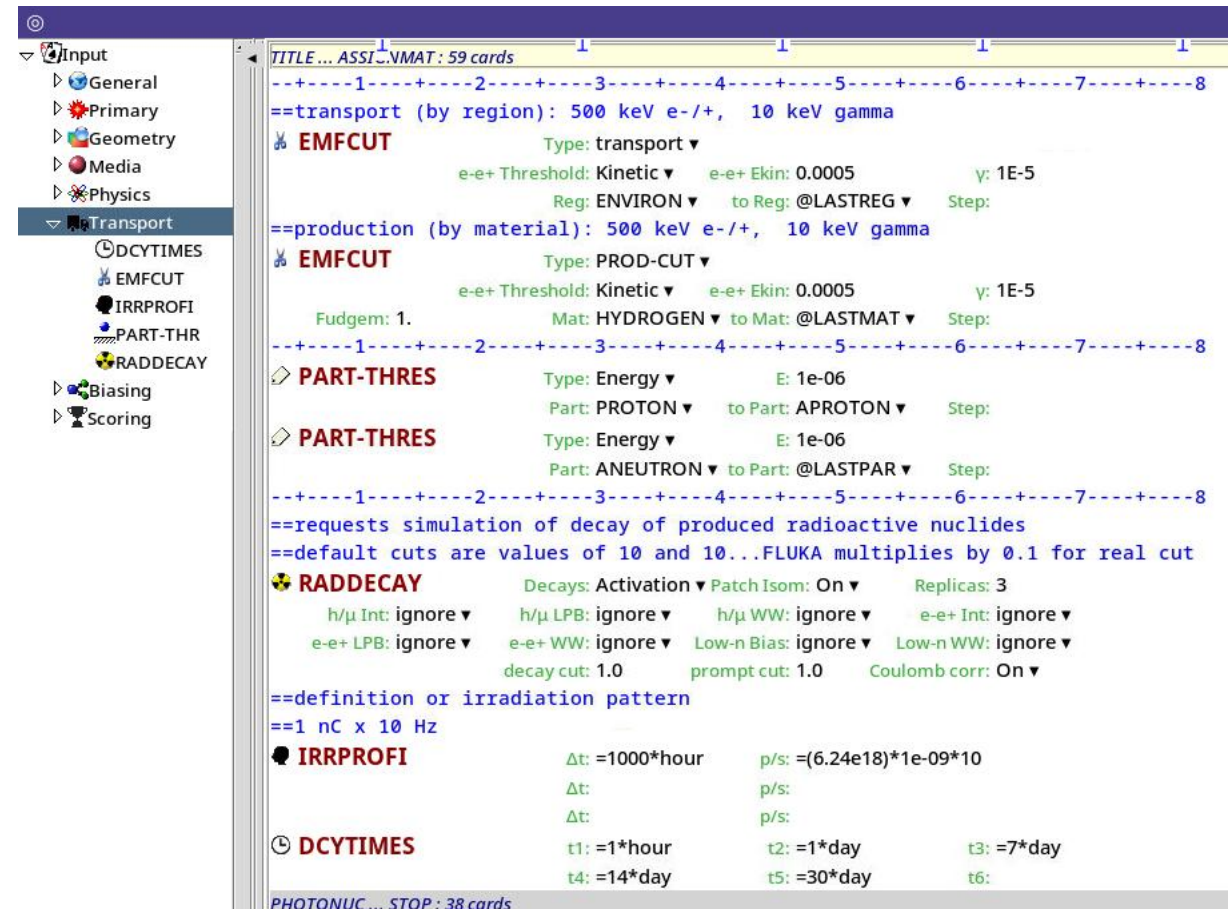 Input
General
Primary
Geometry
Media
Physics
Transport
DCYTIMES
EMFCUT
IRRPROFI
PART-THR
RADDECAY
Biasing
Scoring
TITLE ... NMAT : 59 cards
--+----1----+----2----+----3----+----4----+----5----+----6----+----7----+----8
==transport (by region): 500 keV e-/+,  10 keV gamma
EMFCUT Type: transport ▼
e-e+ Threshold: Kinetic ▼ e-e+ Ekin: 0.0005 γ: 1E-5
Reg: ENVIRON ▼ to Reg: @LASTREG ▼ Step:
==production (by material): 500 keV e-/+,  10 keV gamma
EMFCUT Type: PROD-CUT ▼
e-e+ Threshold: Kinetic ▼ e-e+ Ekin: 0.0005 γ: 1E-5
Fudgem: 1. Mat: HYDROGEN ▼ to Mat: @LASTMAT ▼ Step:
--+----1----+----2----+----3----+----4----+----5----+----6----+----7----+----8
PART-THRES Type: Energy ▼ E: 1e-06
Part: PROTON ▼ to Part: APROTON ▼ Step:
PART-THRES Type: Energy ▼ E: 1e-06
Part: ANEUTRON ▼ to Part: @LASTPAR ▼ Step:
--+----1----+----2----+----3----+----4----+----5----+----6----+----7----+----8
==requests simulation of decay of produced radioactive nuclides
==default cuts are values of 10 and 10...FLUKA multiplies by 0.1 for real cut
RADDECAY Decays: Activation ▼ Patch Isom: On ▼ Replicas: 3
h/μ Int: ignore ▼ h/μ LPB: ignore ▼ h/μ WW: ignore ▼ e-e+ Int: ignore ▼
e-e+ LPB: ignore ▼ e-e+ WW: ignore ▼ Low-n Bias: ignore ▼ Low-n WW: ignore ▼
decay cut: 1.0 prompt cut: 1.0 Coulomb corr: On ▼
==definition or irradiation pattern
==1 nC x 10 Hz
IRRPROFI Δt: =1000*hour p/s: =(6.24e18)*1e-09*10
Δt: p/s:
Δt: p/s:
DCYTIMES t1: =1*hour t2: =1*day t3: =7*day
t4: =14*day t5: =30*day t6:
PHOTONUC ... STOP : 38 cards